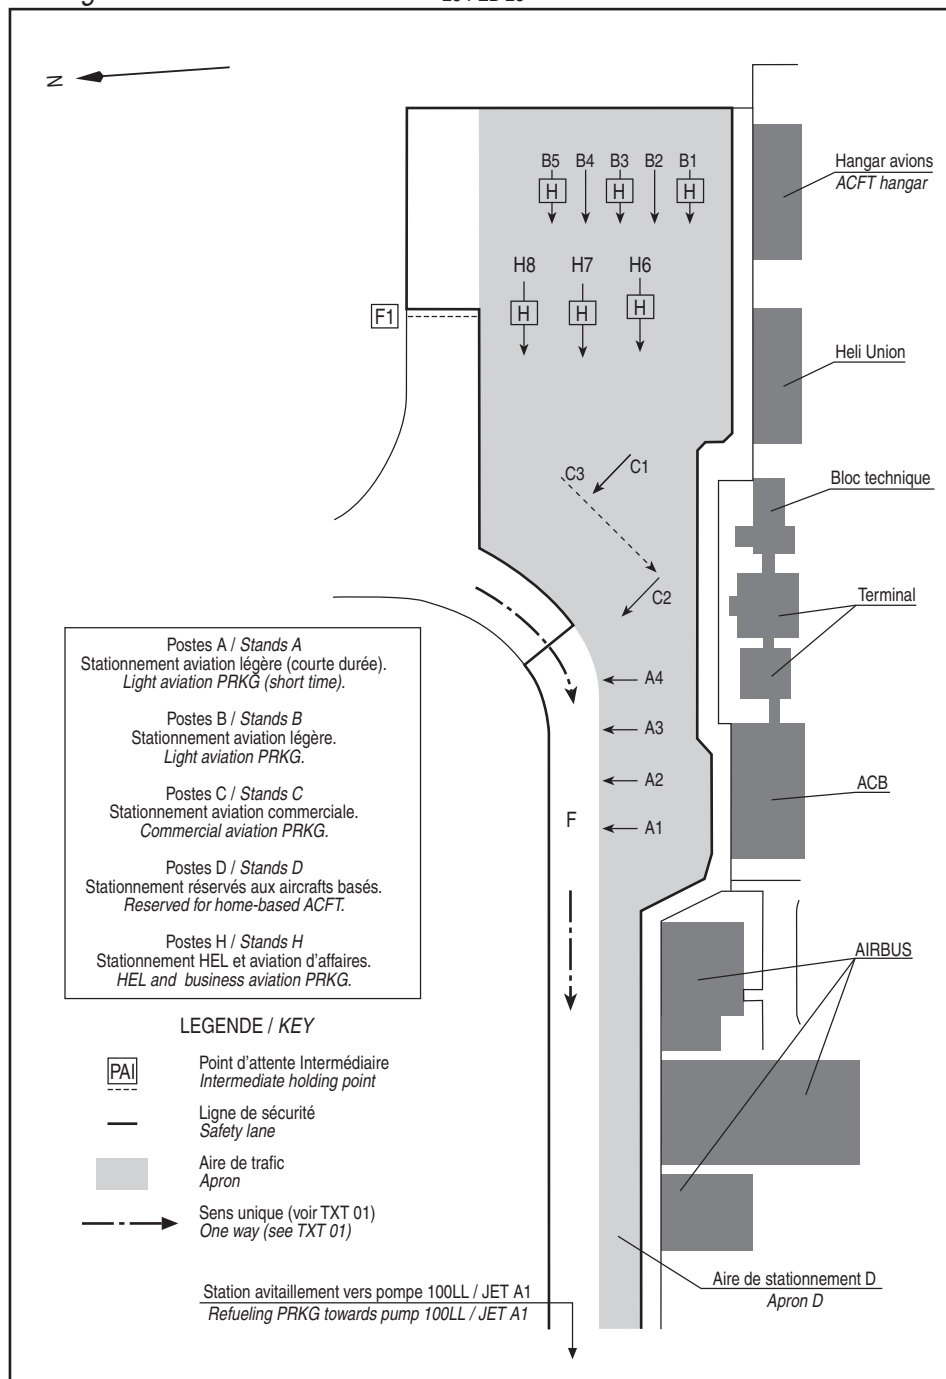 N
B5 B4 B3 B2 B1
H H H
H8 H7 H6
H H H
F1
Hangar avions
ACFT hangar
Heli Union
C3 C1
Bloc technique
C2
Terminal
A4
A3
A2
A1
F
ACB
Postes A / Stands A
Stationnement aviation légère (courte durée).
Light aviation PRKG (short time).
Postes B / Stands B
Stationnement aviation légère.
Light aviation PRKG.
Postes C / Stands C
Stationnement aviation commerciale.
Commercial aviation PRKG.
Postes D / Stands D
Stationnement réservés aux aircrafts basés.
Reserved for home-based ACFT.
Postes H / Stands H
Stationnement HEL et aviation d'affaires.
HEL and business aviation PRKG.
AIRBUS
LEGENDE / KEY
PAI
Point d'attente Intermédiaire
Intermediate holding point
Ligne de sécurité
Safety lane
Aire de trafic
Apron
Sens unique (voir TXT 01)
One way (see TXT 01)
Aire de stationnement D
Apron D
Station avitaillement vers pompe 100LL / JET A1
Refueling PRKG towards pump 100LL / JET A1